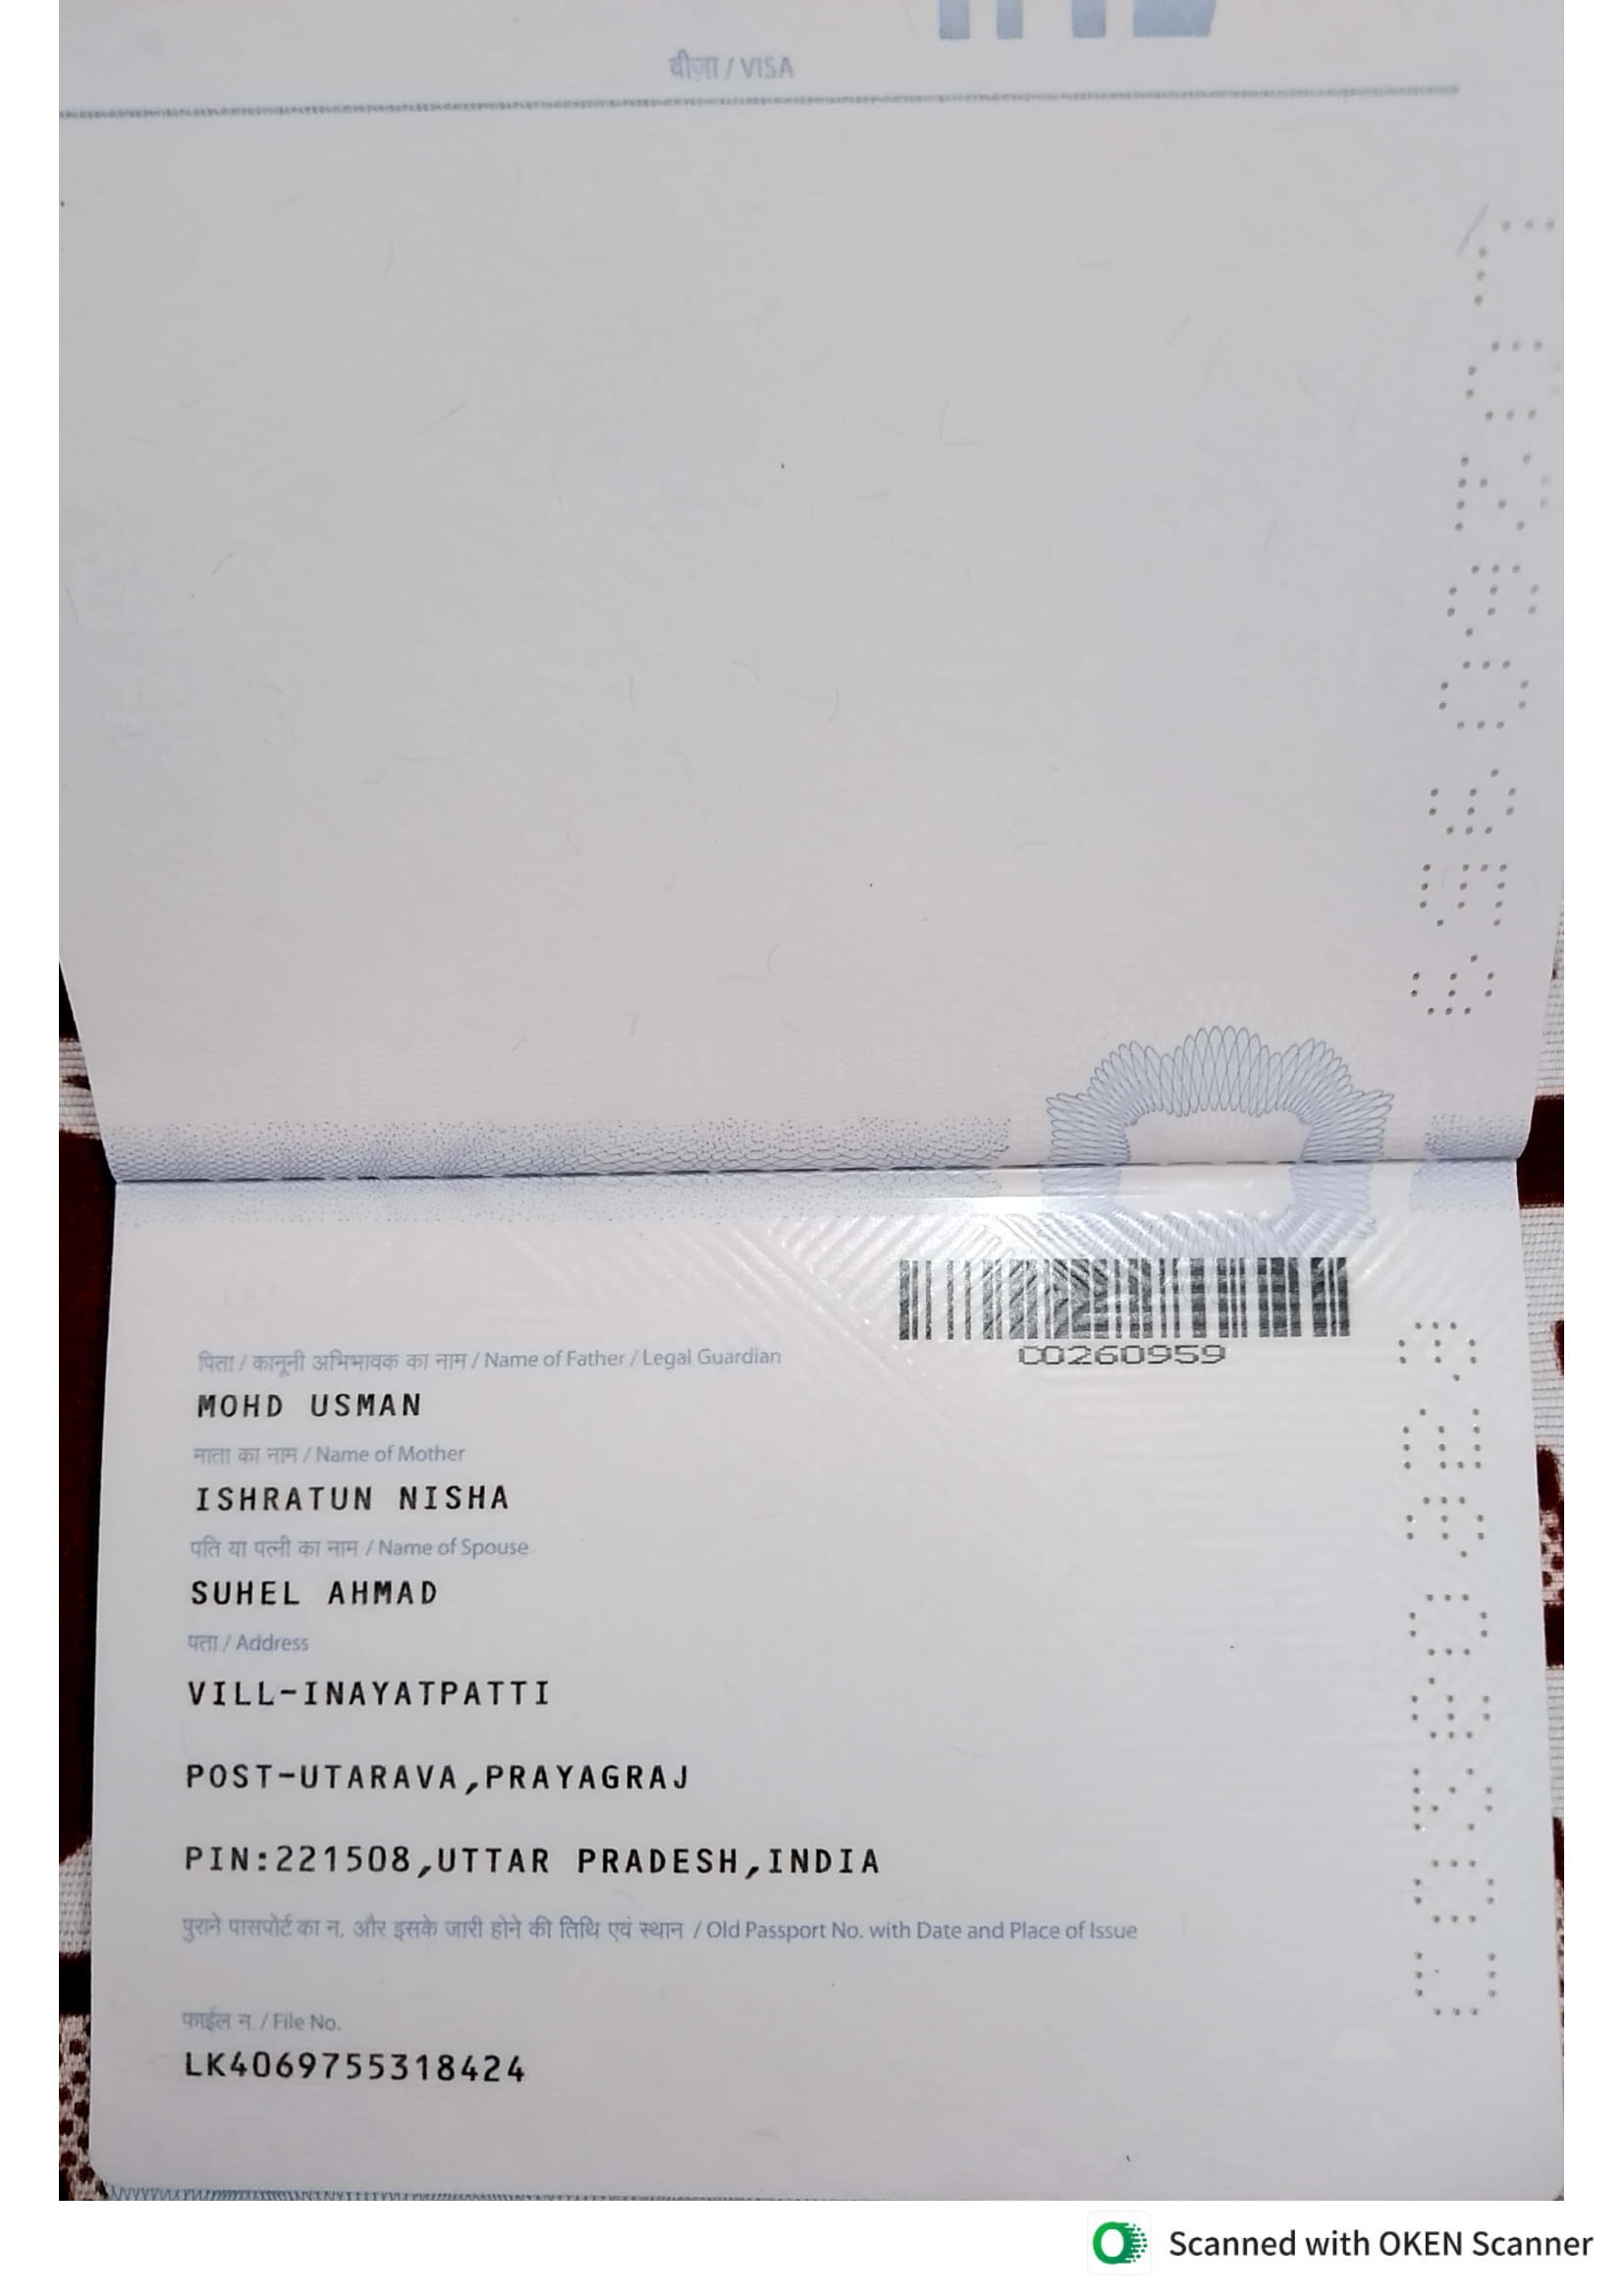 वीज़ा / VISA
C0260959
पिता / कानूनी अभिभावक का नाम / Name of Father / Legal Guardian
MOHD USMAN
माता का नाम / Name of Mother
ISHRATUN NISHA
पति या पत्नी का नाम / Name of Spouse
SUHEL AHMAD
पता / Address
VILL-INAYATPATTI
POST-UTARAVA,PRAYAGRAJ
PIN:221508,UTTAR PRADESH,INDIA
पुराने पासपोर्ट का न. और इसके जारी होने की तिथि एवं स्थान / Old Passport No. with Date and Place of Issue
फाईल न. / File No.
LK4069755318424
Scanned with OKEN Scanner